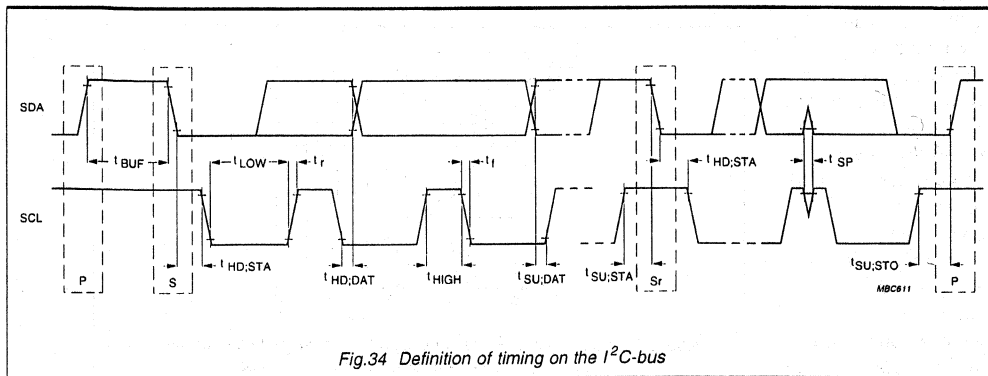 SDA
t BUF
t LOW
t r
t f
t HD;STA
t SP
SCL
t HD;STA
t HD;DAT
t HIGH
t SU;DAT
t SU;STA
t SU;STO
P
S
Sr
P
MBC611
Fig.34 Definition of timing on the I²C-bus